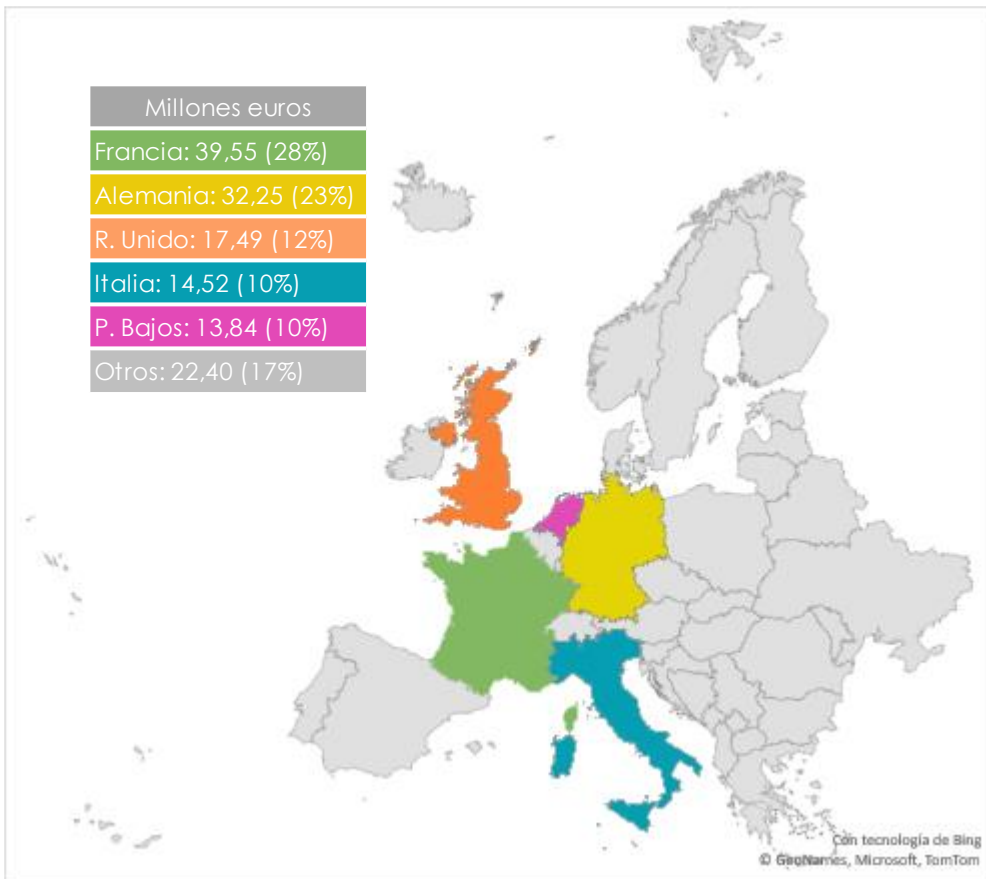 Millones euros
Francia: 39,55 (28%)
Alemania: 32,25 (23%)
R. Unido: 17,49 (12%)
Italia: 14,52 (10%)
P. Bajos: 13,84 (10%)
Otros: 22,40 (17%)
Con tecnología de Bing
© GeoNames, Microsoft, TomTom